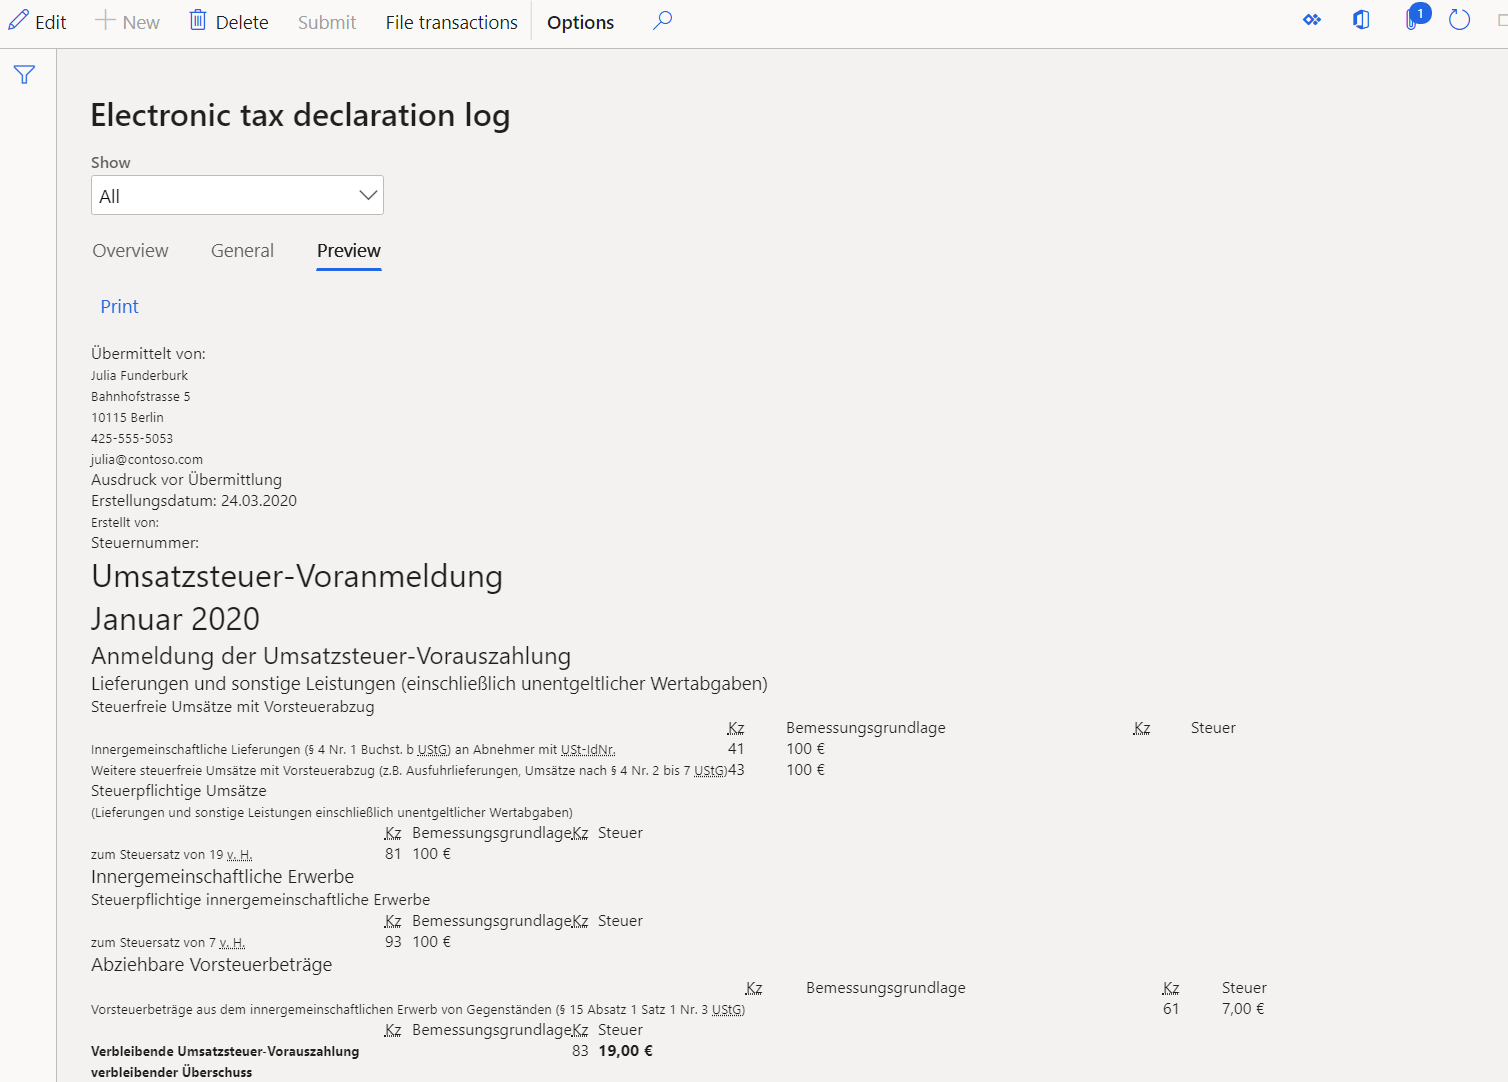 Edit New Delete Submit File transactions Options 1
Electronic tax declaration log
Show
All
Overview General Preview
Print
Übermittelt von:
Julia Funderburk
Bahnhofstrasse 5
10115 Berlin
425-555-5053
julia@contoso.com
Ausdruck vor Übermittlung
Erstellungsdatum: 24.03.2020
Erstellt von:
Steuernummer:
Umsatzsteuer-Voranmeldung
Januar 2020
Anmeldung der Umsatzsteuer-Vorauszahlung
Lieferungen und sonstige Leistungen (einschließlich unentgeltlicher Wertabgaben)
Steuerfreie Umsätze mit Vorsteuerabzug
Kz Bemessungsgrundlage Kz Steuer
Innergemeinschaftliche Lieferungen (§ 4 Nr. 1 Buchst. b UStG) an Abnehmer mit USt-IdNr. 41 100 €
Weitere steuerfreie Umsätze mit Vorsteuerabzug (z.B. Ausfuhrlieferungen, Umsätze nach § 4 Nr. 2 bis 7 UStG) 43 100 €
Steuerpflichtige Umsätze
(Lieferungen und sonstige Leistungen einschließlich unentgeltlicher Wertabgaben)
Kz Bemessungsgrundlage Kz Steuer
zum Steuersatz von 19 v. H. 81 100 €
Innergemeinschaftliche Erwerbe
Steuerpflichtige innergemeinschaftliche Erwerbe
Kz Bemessungsgrundlage Kz Steuer
zum Steuersatz von 7 v. H. 93 100 €
Abziehbare Vorsteuerbeträge
Kz Bemessungsgrundlage Kz Steuer
Vorsteuerbeträge aus dem innergemeinschaftlichen Erwerb von Gegenständen (§ 15 Absatz 1 Satz 1 Nr. 3 UStG) 61 7,00 €
Kz Bemessungsgrundlage Kz Steuer
Verbleibende Umsatzsteuer-Vorauszahlung 83 19,00 €
verbleibender Überschuss